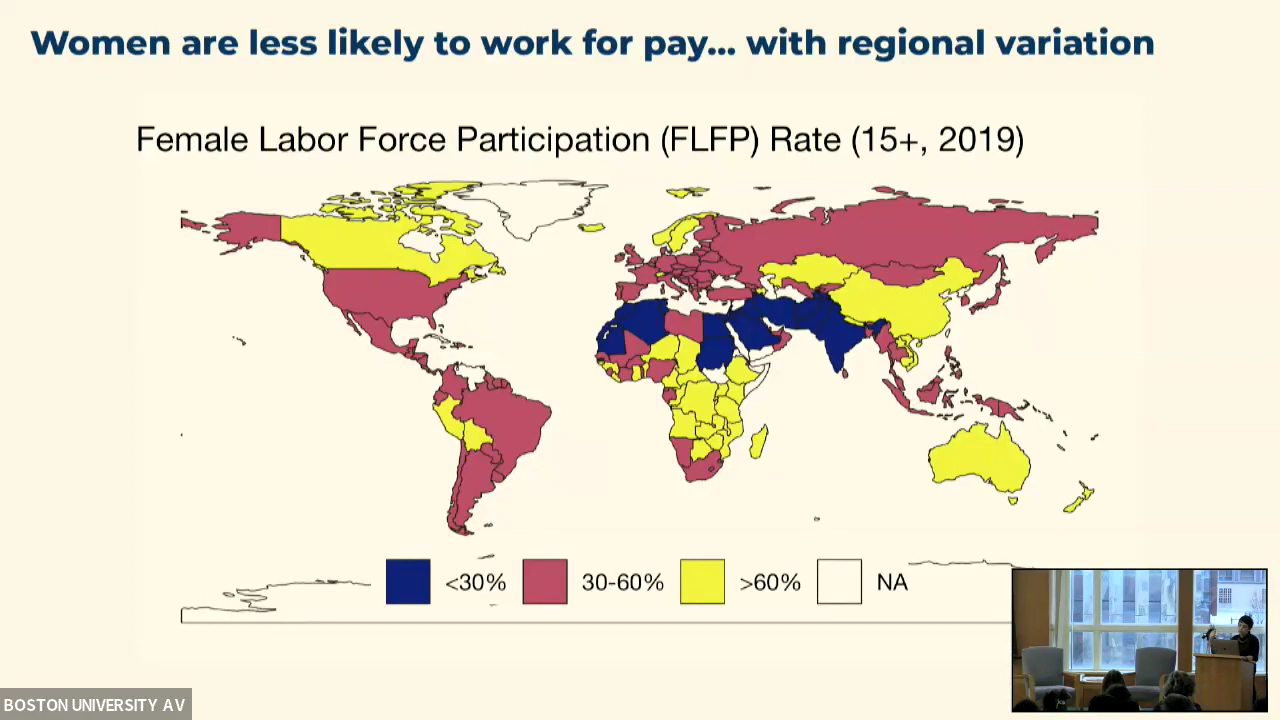 Women are less likely to work for pay... with regional variation
Female Labor Force Participation (FLFP) Rate (15+, 2019)
<30%
30-60%
>60%
NA
BOSTON UNIVERSITY AV